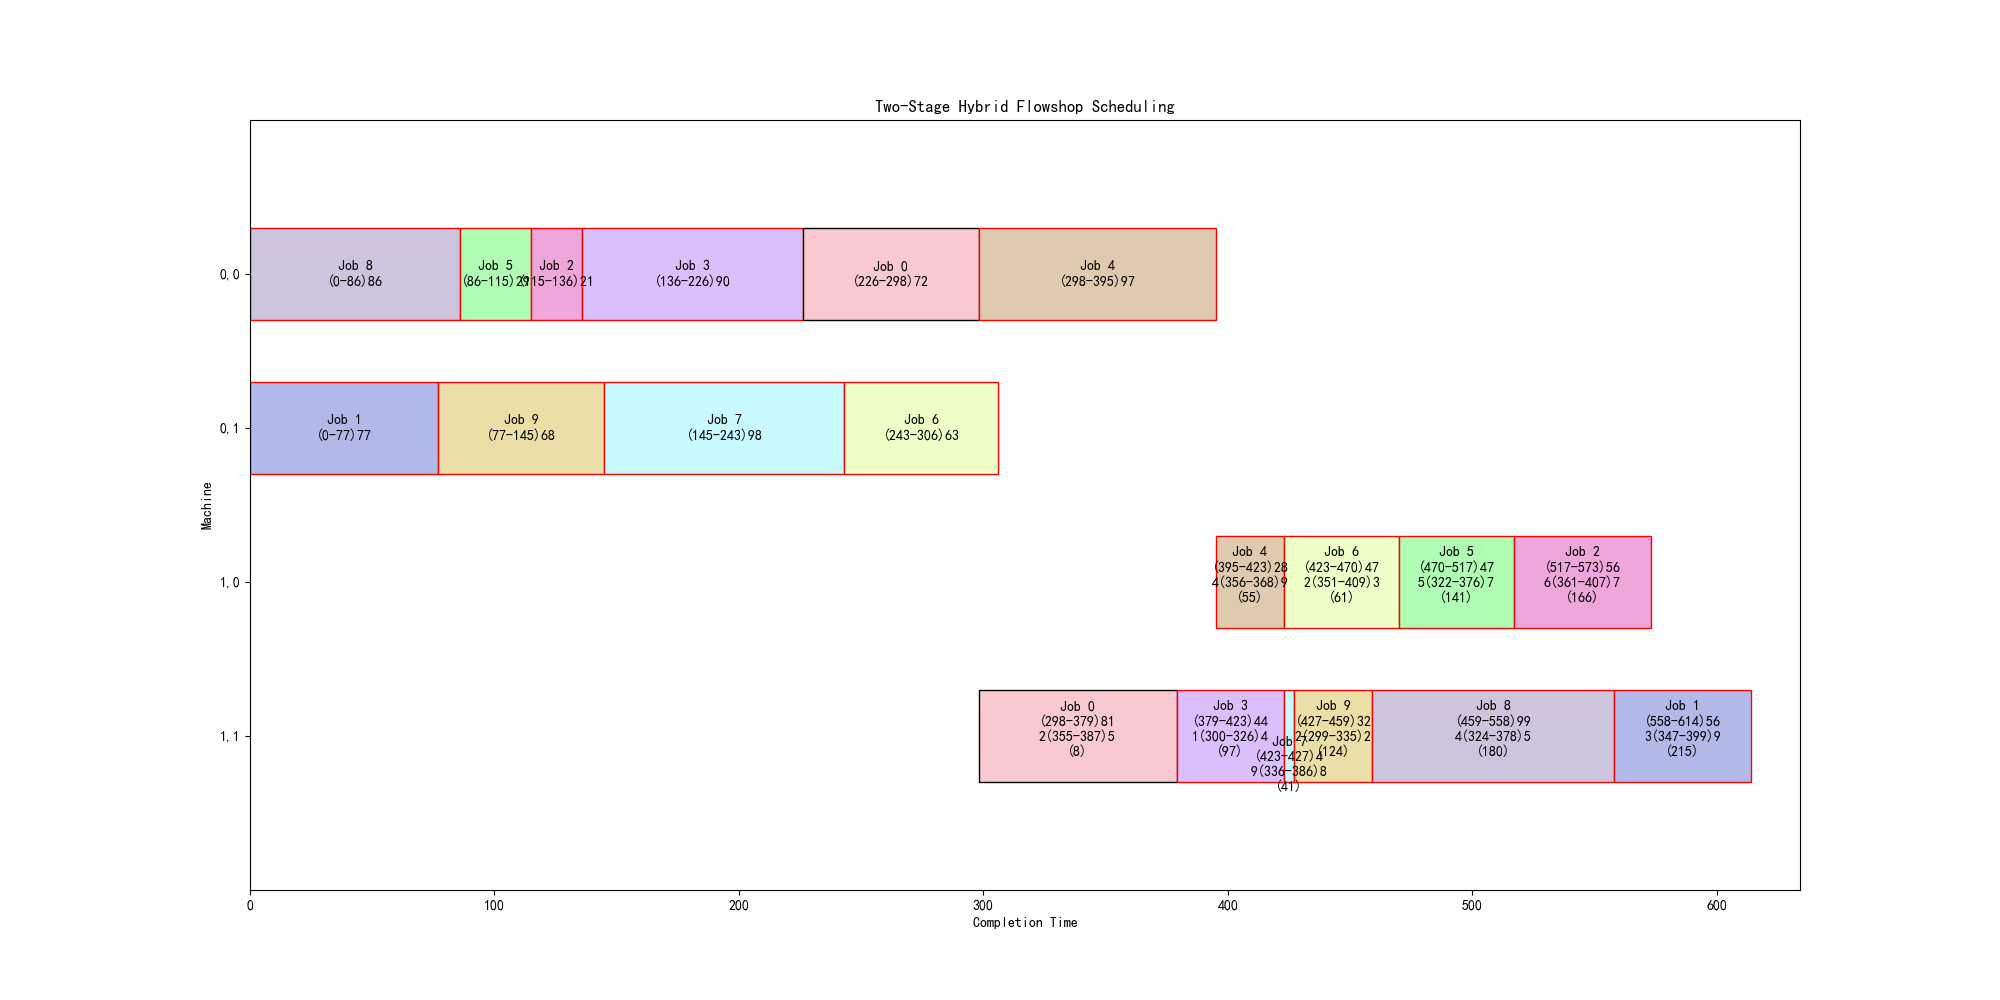 Two-Stage Hybrid Flowshop Scheduling
Machine
0,0
Job 8
(0-86)86
Job 5
(86-115)29
Job 2
(115-136)21
Job 3
(136-226)90
Job 0
(226-298)72
Job 4
(298-395)97
0,1
Job 1
(0-77)77
Job 9
(77-145)68
Job 7
(145-243)98
Job 6
(243-306)63
1,0
Job 4
(395-423)28
4(356-368)9
(55)
Job 6
(423-470)47
2(351-409)3
(61)
Job 5
(470-517)47
5(322-376)7
(141)
Job 2
(517-573)56
6(361-407)7
(166)
1,1
Job 0
(298-379)81
2(355-387)5
(8)
Job 3
(379-423)44
1(300-326)4
(97)
Job 7
(423-427)4
9(336-386)8
(41)
Job 9
(427-459)32
2(299-335)2
(124)
Job 8
(459-558)99
4(324-378)5
(180)
Job 1
(558-614)56
3(347-399)9
(215)
0 100 200 300 400 500 600
Completion Time